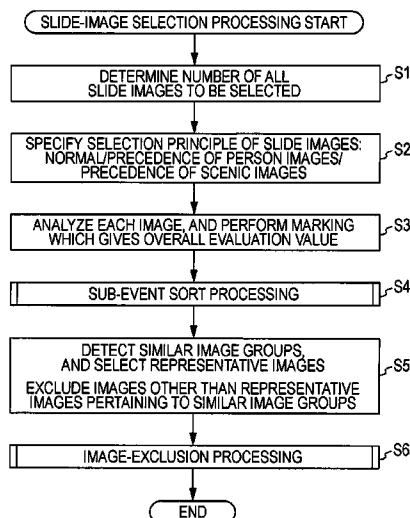 SLIDE-IMAGE SELECTION PROCESSING START
S1
DETERMINE NUMBER OF ALL
SLIDE IMAGES TO BE SELECTED
S2
SPECIFY SELECTION PRINCIPLE OF SLIDE IMAGES:
NORMAL/PRECEDENCE OF PERSON IMAGES/
PRECEDENCE OF SCENIC IMAGES
S3
ANALYZE EACH IMAGE, AND PERFORM MARKING
WHICH GIVES OVERALL EVALUATION VALUE
S4
SUB-EVENT SORT PROCESSING
S5
DETECT SIMILAR IMAGE GROUPS,
AND SELECT REPRESENTATIVE IMAGES
EXCLUDE IMAGES OTHER THAN REPRESENTATIVE
IMAGES PERTAINING TO SIMILAR IMAGE GROUPS
S6
IMAGE-EXCLUSION PROCESSING
END